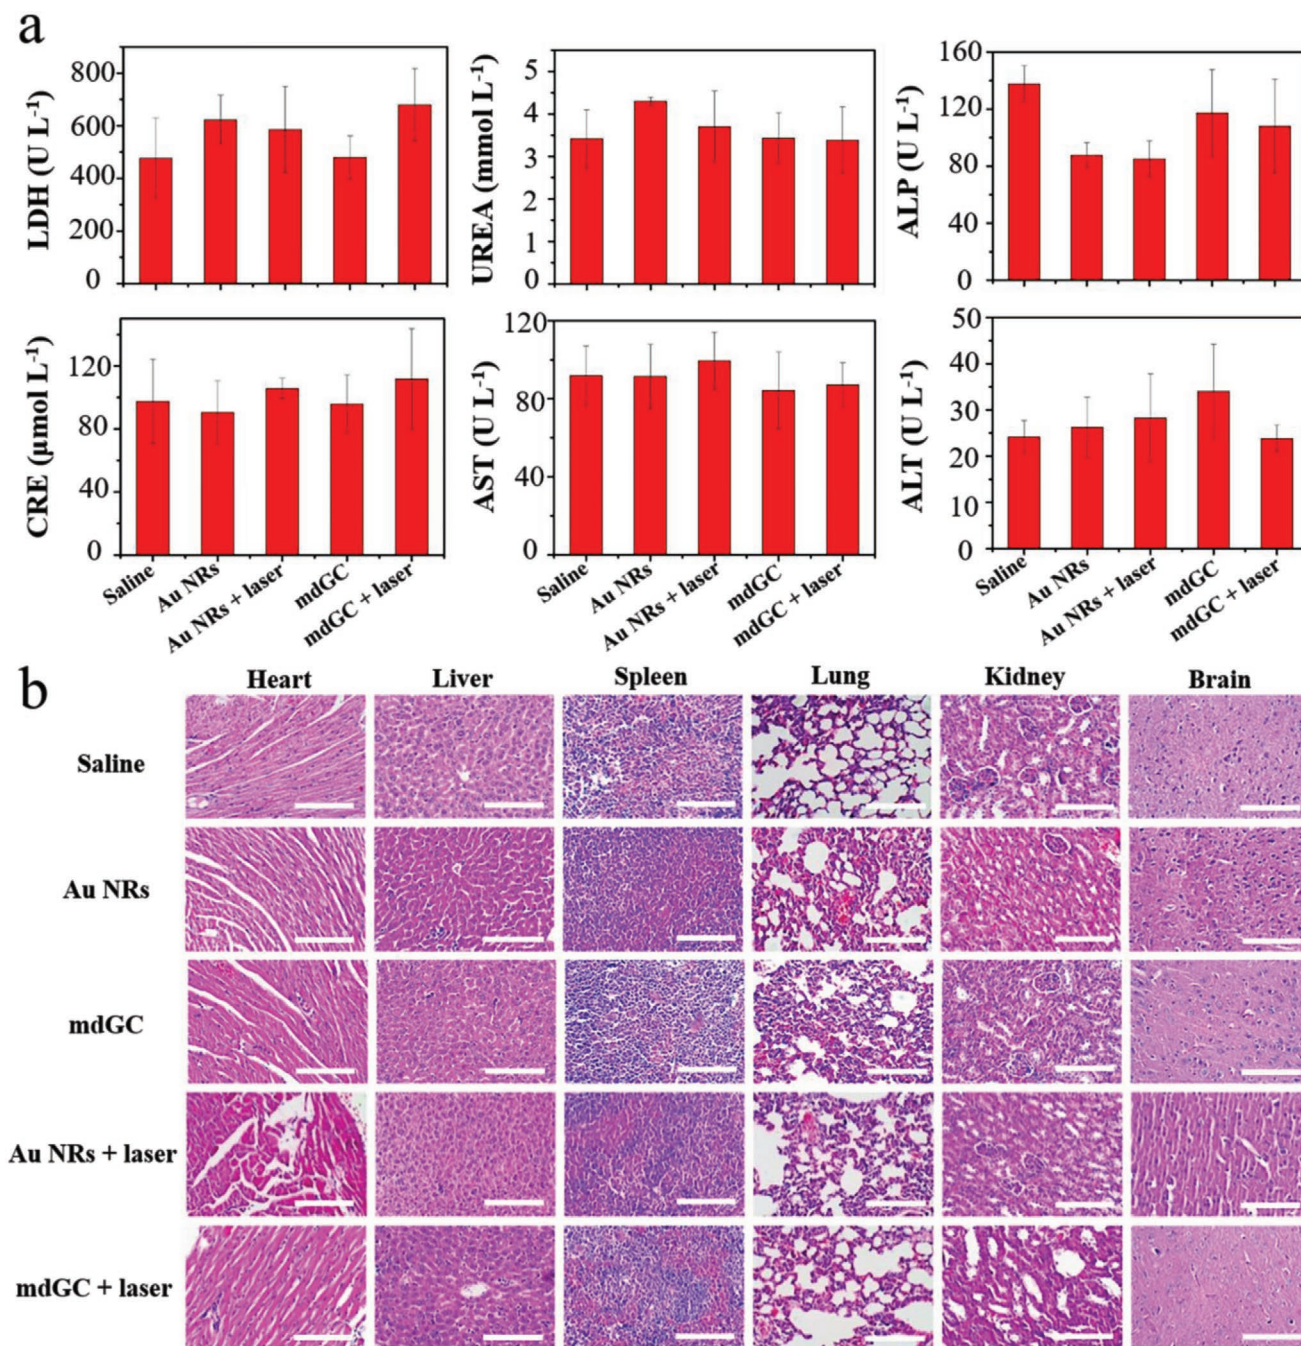 a
LDH (U L⁻¹)
800
600
400
200
0
UREA (mmol L⁻¹)
5
4
3
2
1
0
ALP (U L⁻¹)
160
120
80
40
0
CRE (μmol L⁻¹)
120
80
40
0
Saline
Au NRs
Au NRs + laser
mdGC
mdGC + laser
AST (U L⁻¹)
120
80
40
0
Saline
Au NRs
Au NRs + laser
mdGC
mdGC + laser
ALT (U L⁻¹)
50
40
30
20
10
0
Saline
Au NRs
Au NRs + laser
mdGC
mdGC + laser
b
Heart Liver Spleen Lung Kidney Brain
Saline
Au NRs
mdGC
Au NRs + laser
mdGC + laser